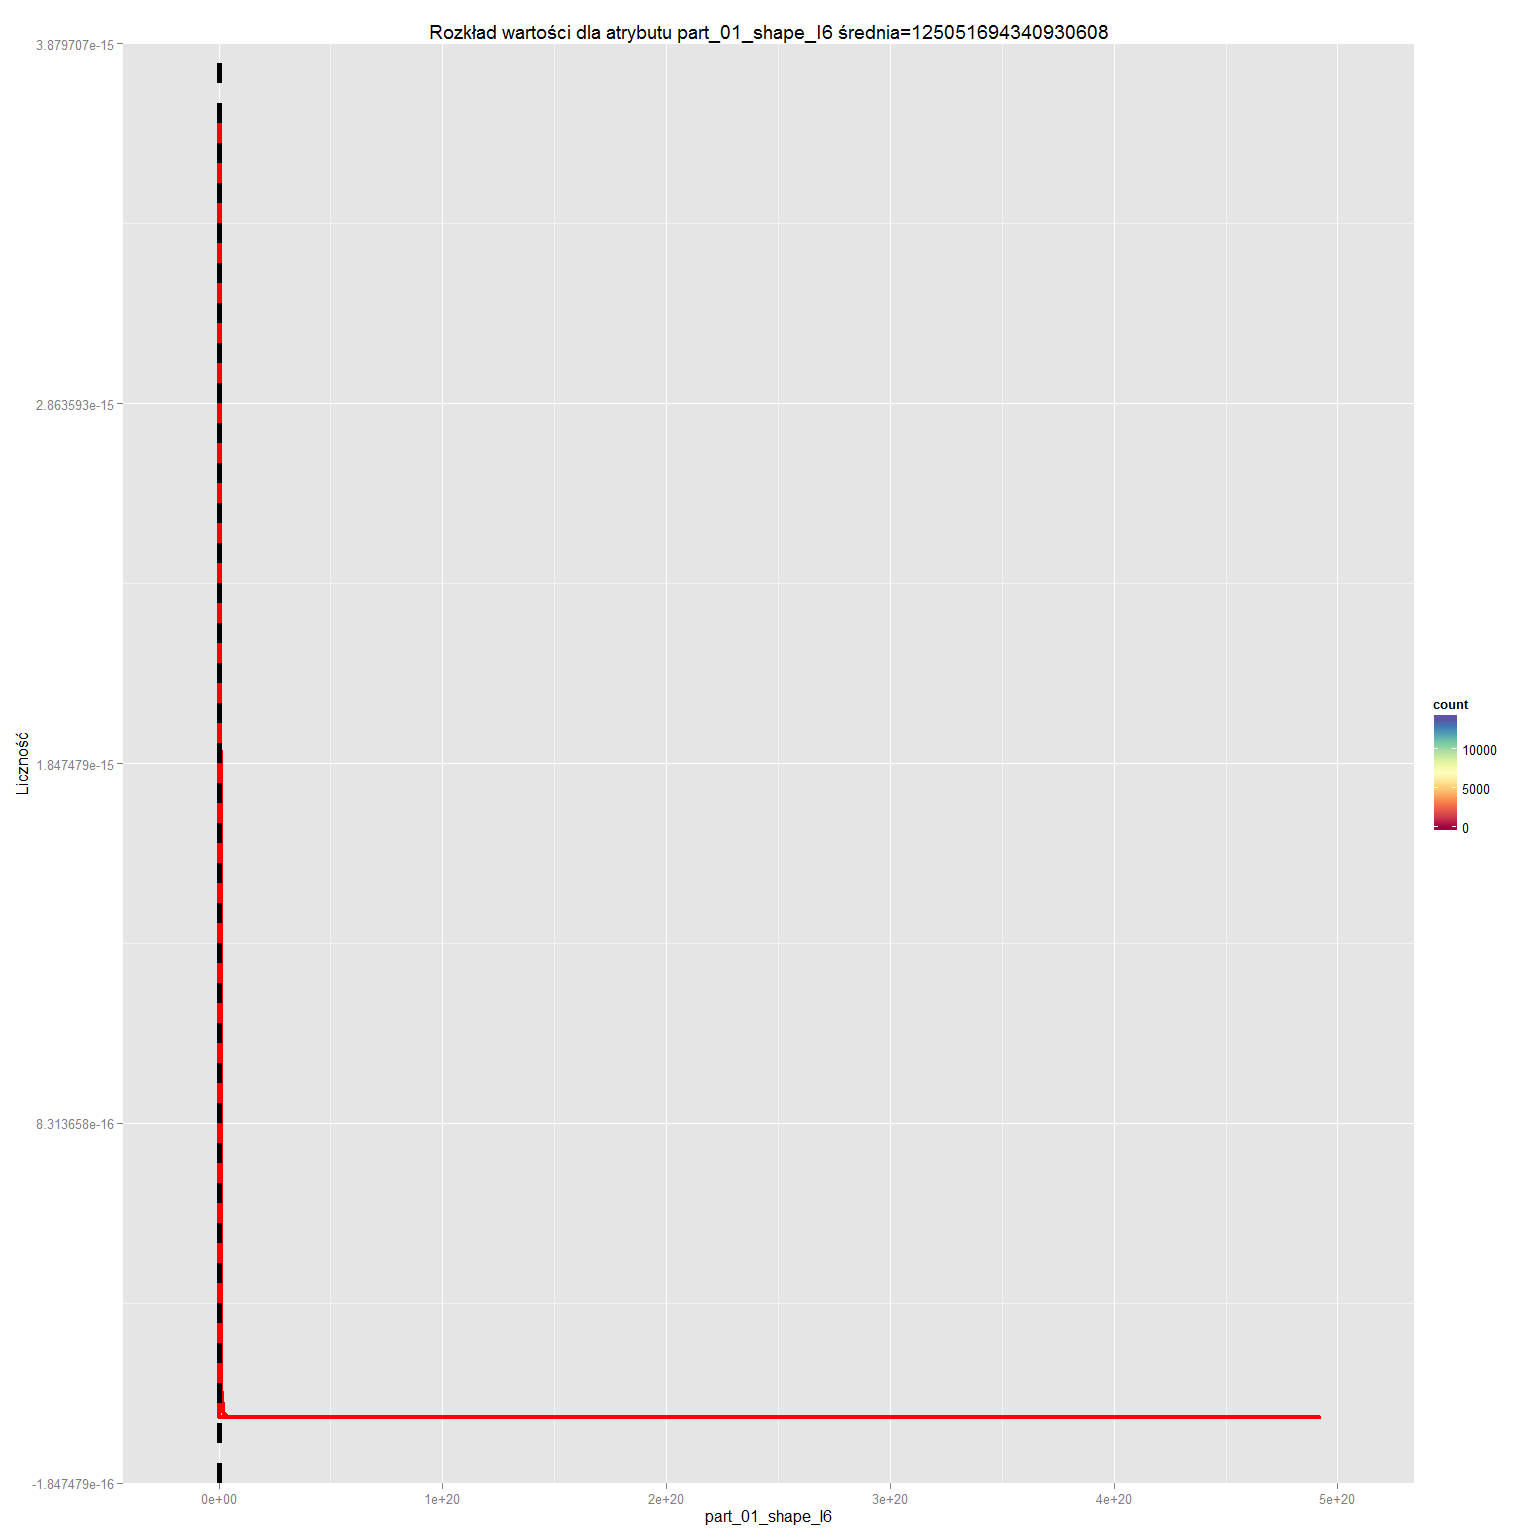 Rozkład wartości dla atrybutu part_01_shape_I6 średnia=125051694340930608
3.879707e-15
2.863593e-15
1.847479e-15
8.313658e-16
-1.847479e-16
Liczność
0e+00 1e+20 2e+20 3e+20 4e+20 5e+20
part_01_shape_I6
count
10000
5000
0